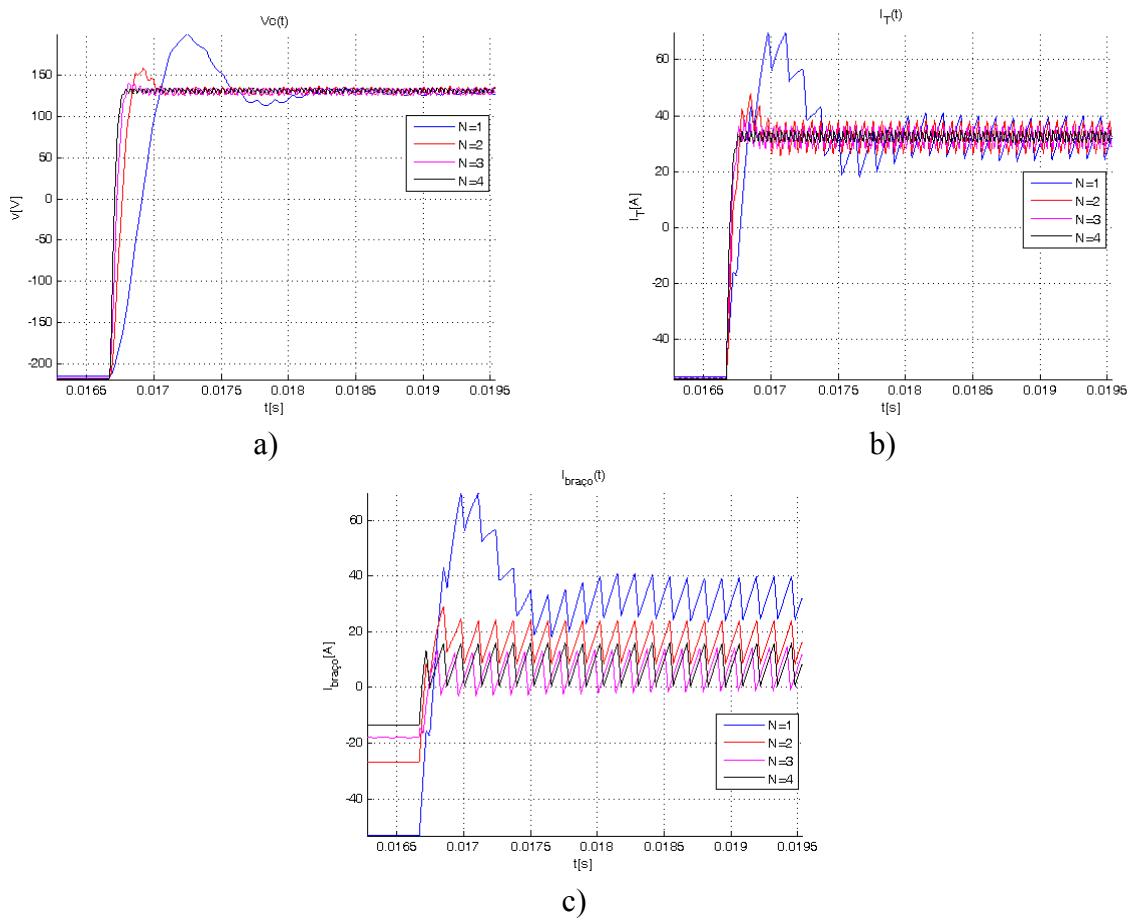 Vc(t)
v[V]
150
100
50
0
-50
-100
-150
-200
0.0165
0.017
0.0175
0.018
0.0185
0.019
0.0195
t[s]
N=1
N=2
N=3
N=4
a)
I_T(t)
I_T[A]
60
40
20
0
-20
-40
0.0165
0.017
0.0175
0.018
0.0185
0.019
0.0195
t[s]
N=1
N=2
N=3
N=4
b)
I_braço(t)
I_braço[A]
60
40
20
0
-20
-40
0.0165
0.017
0.0175
0.018
0.0185
0.019
0.0195
t[s]
N=1
N=2
N=3
N=4
c)